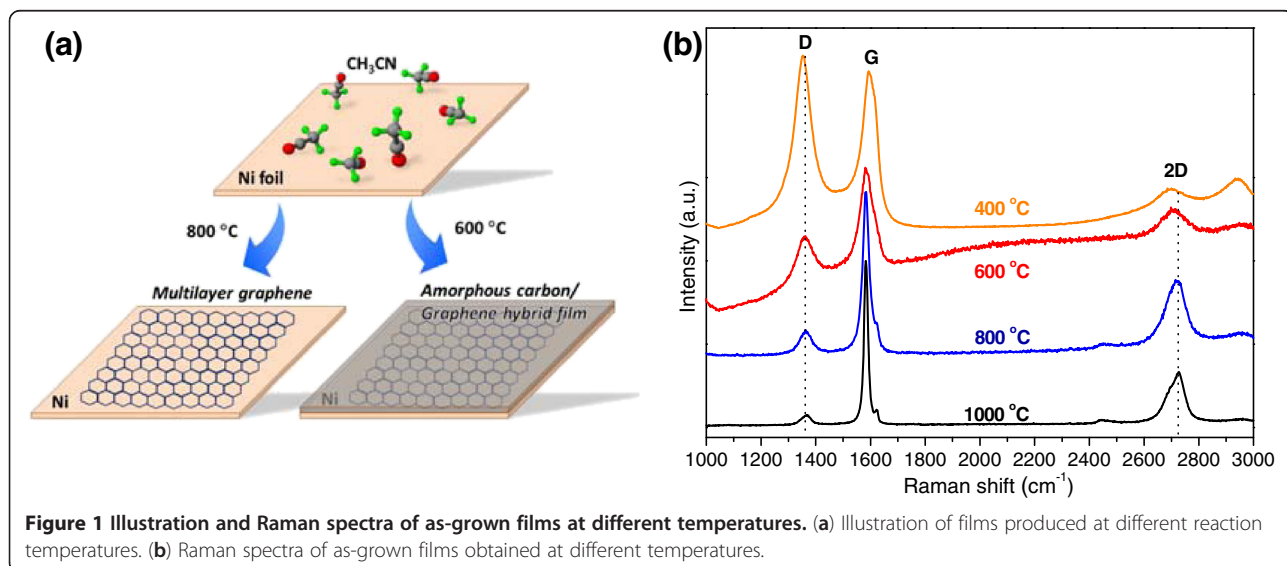 (a)
CH₃CN
Ni foil
800 °C
600 °C
Multilayer graphene
Amorphous carbon/
Graphene hybrid film
Ni
Ni
(b)
D
G
2D
400 °C
600 °C
800 °C
1000 °C
Intensity (a.u.)
1000 1200 1400 1600 1800 2000 2200 2400 2600 2800 3000
Raman shift (cm⁻¹)
Figure 1 Illustration and Raman spectra of as-grown films at different temperatures. (a) Illustration of films produced at different reaction
temperatures. (b) Raman spectra of as-grown films obtained at different temperatures.